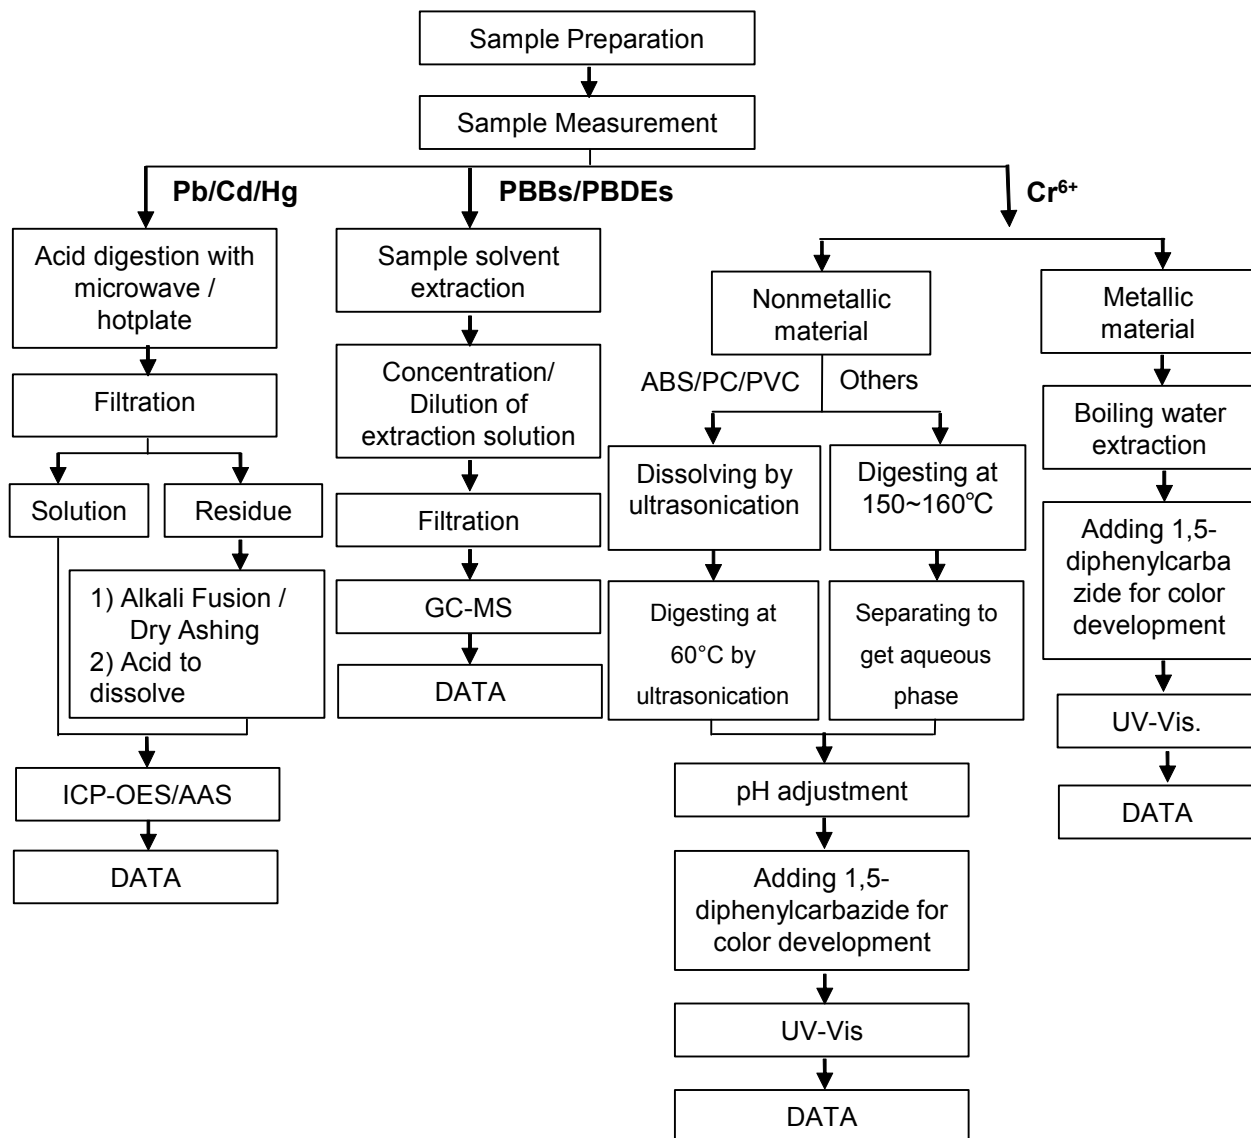 Sample Preparation
Sample Measurement
Pb/Cd/Hg
PBBs/PBDEs
Cr⁶⁺
Acid digestion with
microwave /
hotplate
Filtration
Solution
Residue
1) Alkali Fusion /
Dry Ashing
2) Acid to
dissolve
ICP-OES/AAS
DATA
Sample solvent
extraction
Concentration/
Dilution of
extraction solution
Filtration
GC-MS
DATA
Nonmetallic
material
ABS/PC/PVC
Others
Dissolving by
ultrasonication
Digesting at
60°C by
ultrasonication
Digesting at
150~160℃
Separating to
get aqueous
phase
pH adjustment
Adding 1,5-
diphenylcarbazide for
color development
UV-Vis
DATA
Metallic
material
Boiling water
extraction
Adding 1,5-
diphenylcarba
zide for color
development
UV-Vis.
DATA